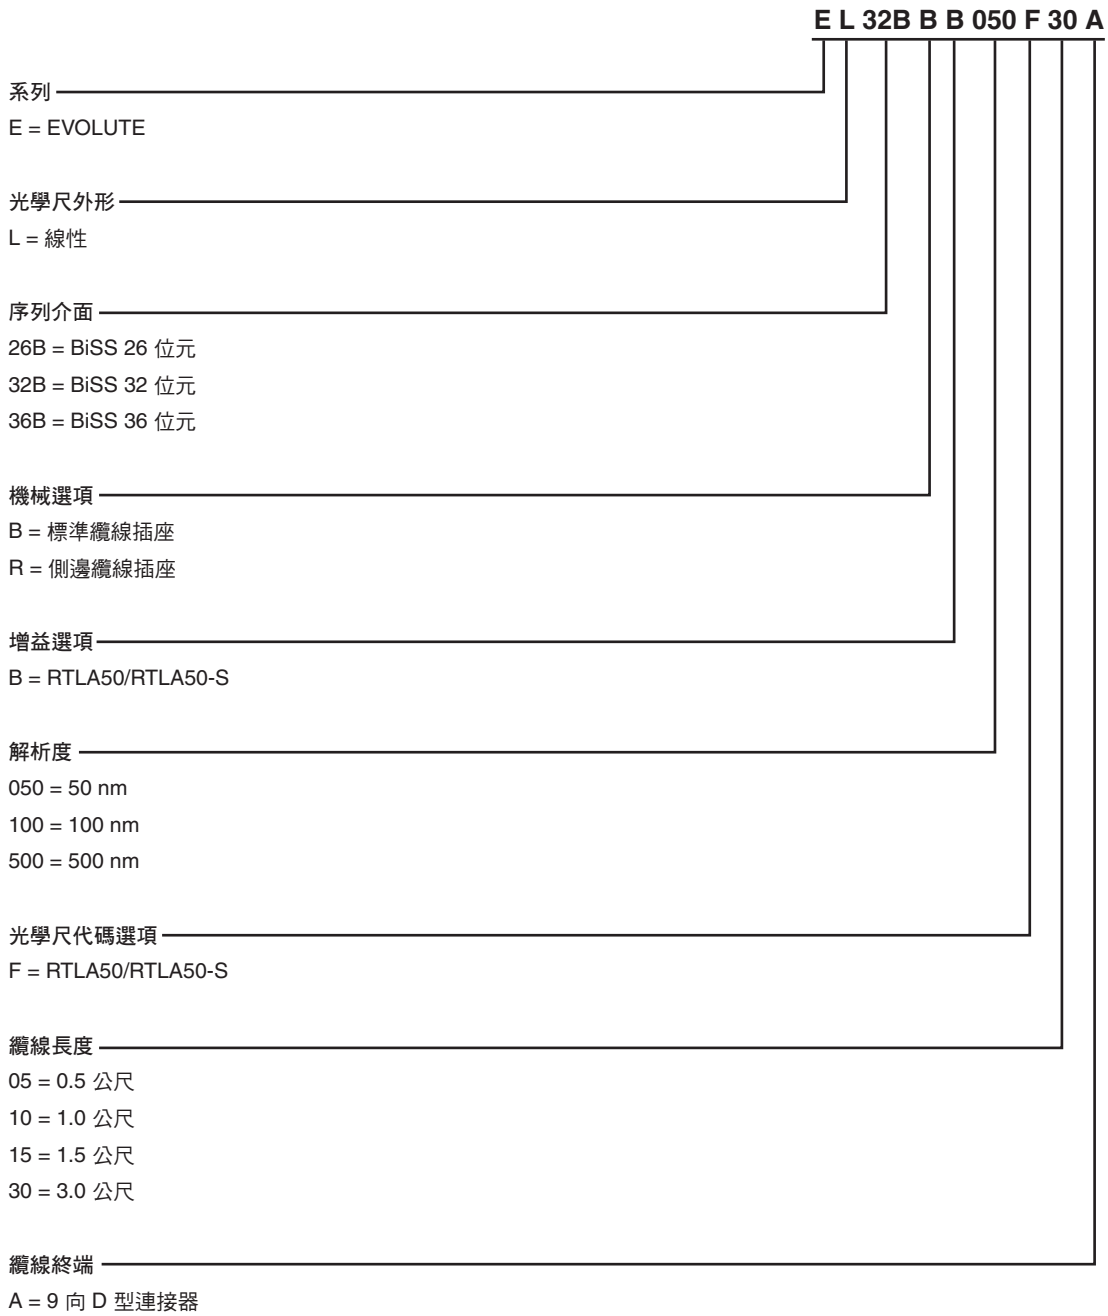 E L 32B B B 050 F 30 A
系列
E = EVOLUTE
光學尺外形
L = 線性
序列介面
26B = BiSS 26 位元
32B = BiSS 32 位元
36B = BiSS 36 位元
機械選項
B = 標準纜線插座
R = 側邊纜線插座
增益選項
B = RTLA50/RTLA50-S
解析度
050 = 50 nm
100 = 100 nm
500 = 500 nm
光學尺代碼選項
F = RTLA50/RTLA50-S
纜線長度
05 = 0.5 公尺
10 = 1.0 公尺
15 = 1.5 公尺
30 = 3.0 公尺
纜線終端
A = 9 向 D 型連接器